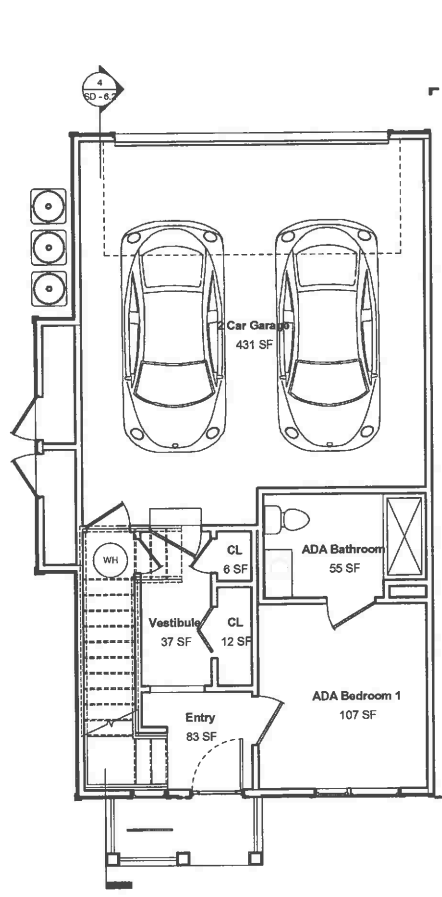 4
SD - 6.2
2 Car Garage
431 SF
CL
6 SF
ADA Bathroom
55 SF
WH
Vestibule
37 SF
CL
12 SF
ADA Bedroom 1
107 SF
Entry
83 SF